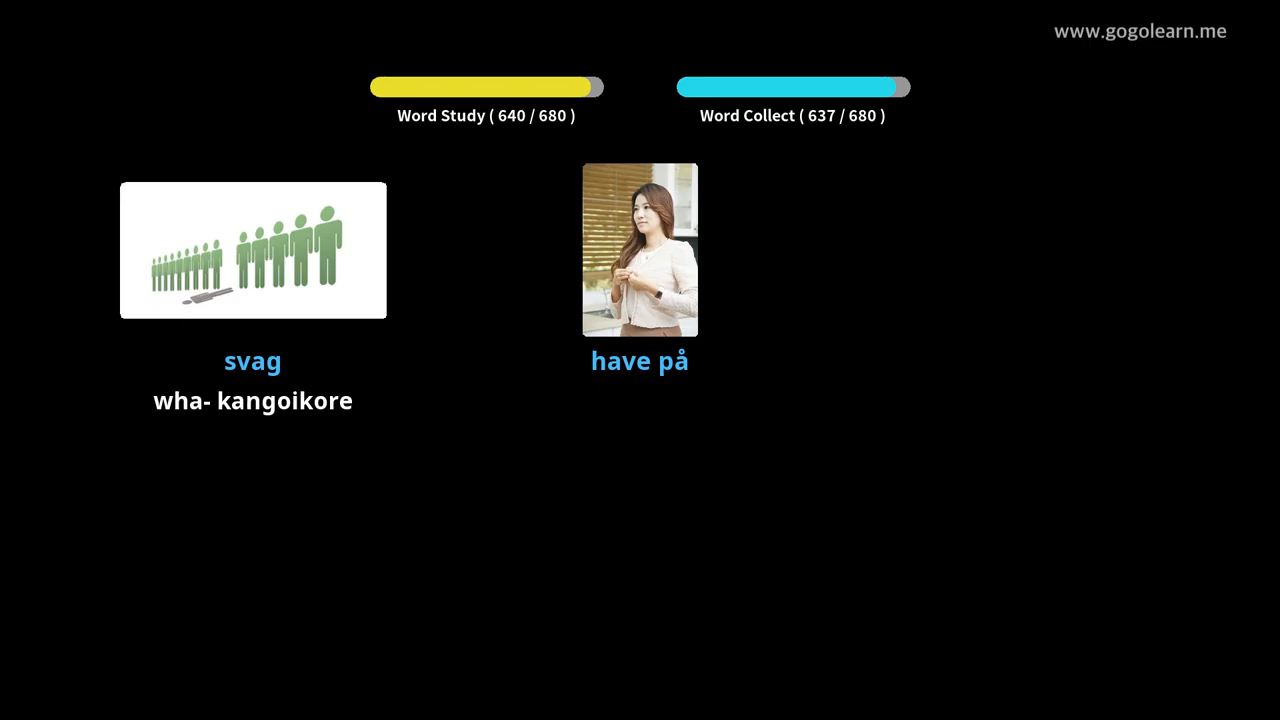 www.gogolearn.me
Word Study ( 640 / 680 )
Word Collect ( 637 / 680 )
svag
have på
wha- kangoikore